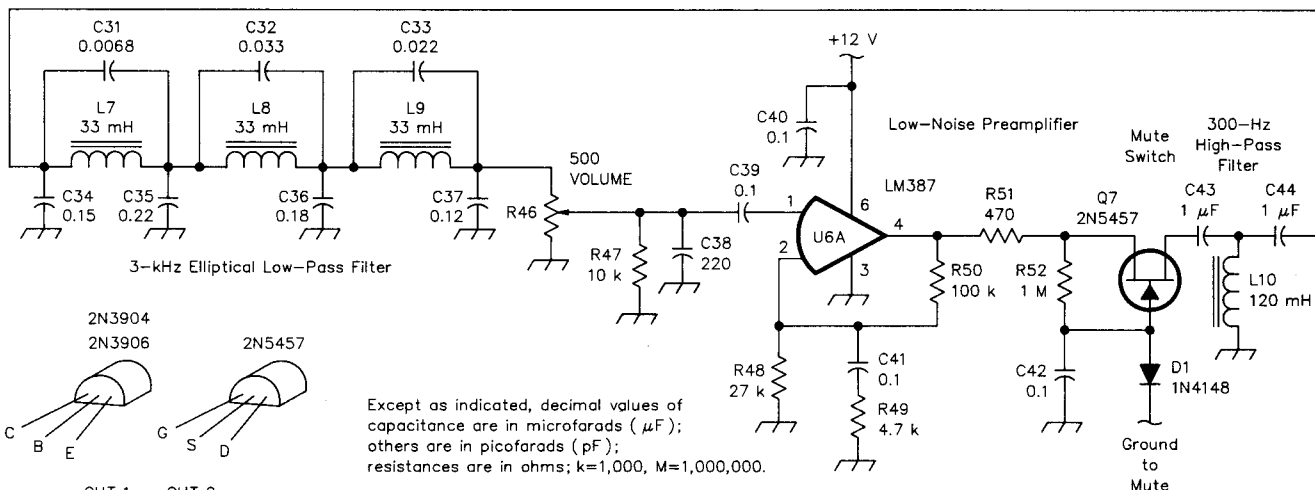 C31
0.0068
C32
0.033
C33
0.022
L7
33 mH
L8
33 mH
L9
33 mH
C34
0.15
C35
0.22
C36
0.18
C37
0.12
3-kHz Elliptical Low-Pass Filter
500
VOLUME
R46
R47
10 k
C38
220
C39
0.1
+12 V
C40
0.1
Low-Noise Preamplifier
LM387
1
2
U6A
6
4
3
R48
27 k
C41
0.1
R49
4.7 k
R50
100 k
R51
470
R52
1 M
C42
0.1
Mute
Switch
Q7
2N5457
300-Hz
High-Pass
Filter
C43
1 μF
C44
1 μF
L10
120 mH
D1
1N4148
Ground
to
Mute
2N3904
2N3906
C
B
E
2N5457
G
S
D
Except as indicated, decimal values of
capacitance are in microfarads ( μF);
others are in picofarads ( pF);
resistances are in ohms; k=1,000, M=1,000,000.